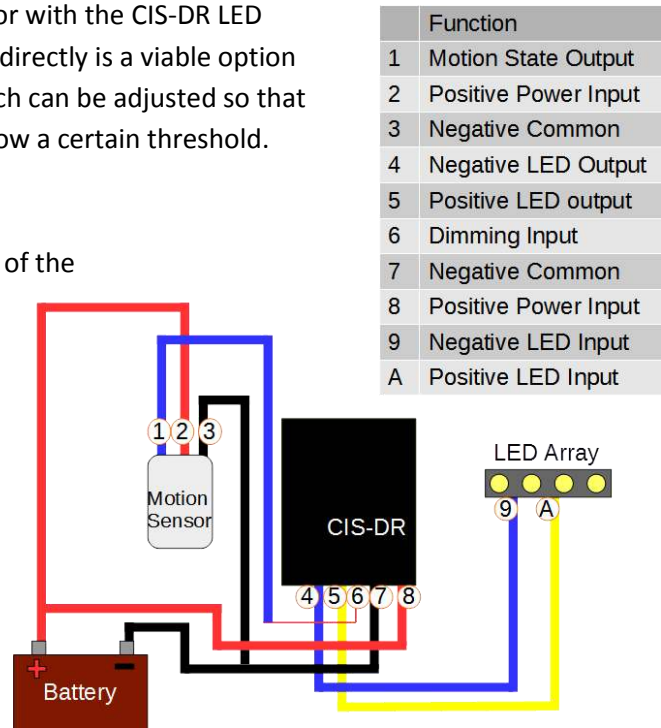 or with the CIS-DR LED
directly is a viable option
ch can be adjusted so that
ow a certain threshold.
of the
Function
1 Motion State Output
2 Positive Power Input
3 Negative Common
4 Negative LED Output
5 Positive LED output
6 Dimming Input
7 Negative Common
8 Positive Power Input
9 Negative LED Input
A Positive LED Input
1 2 3
Motion
Sensor
CIS-DR
4 5 6 7 8
LED Array
9 A
+ -
Battery